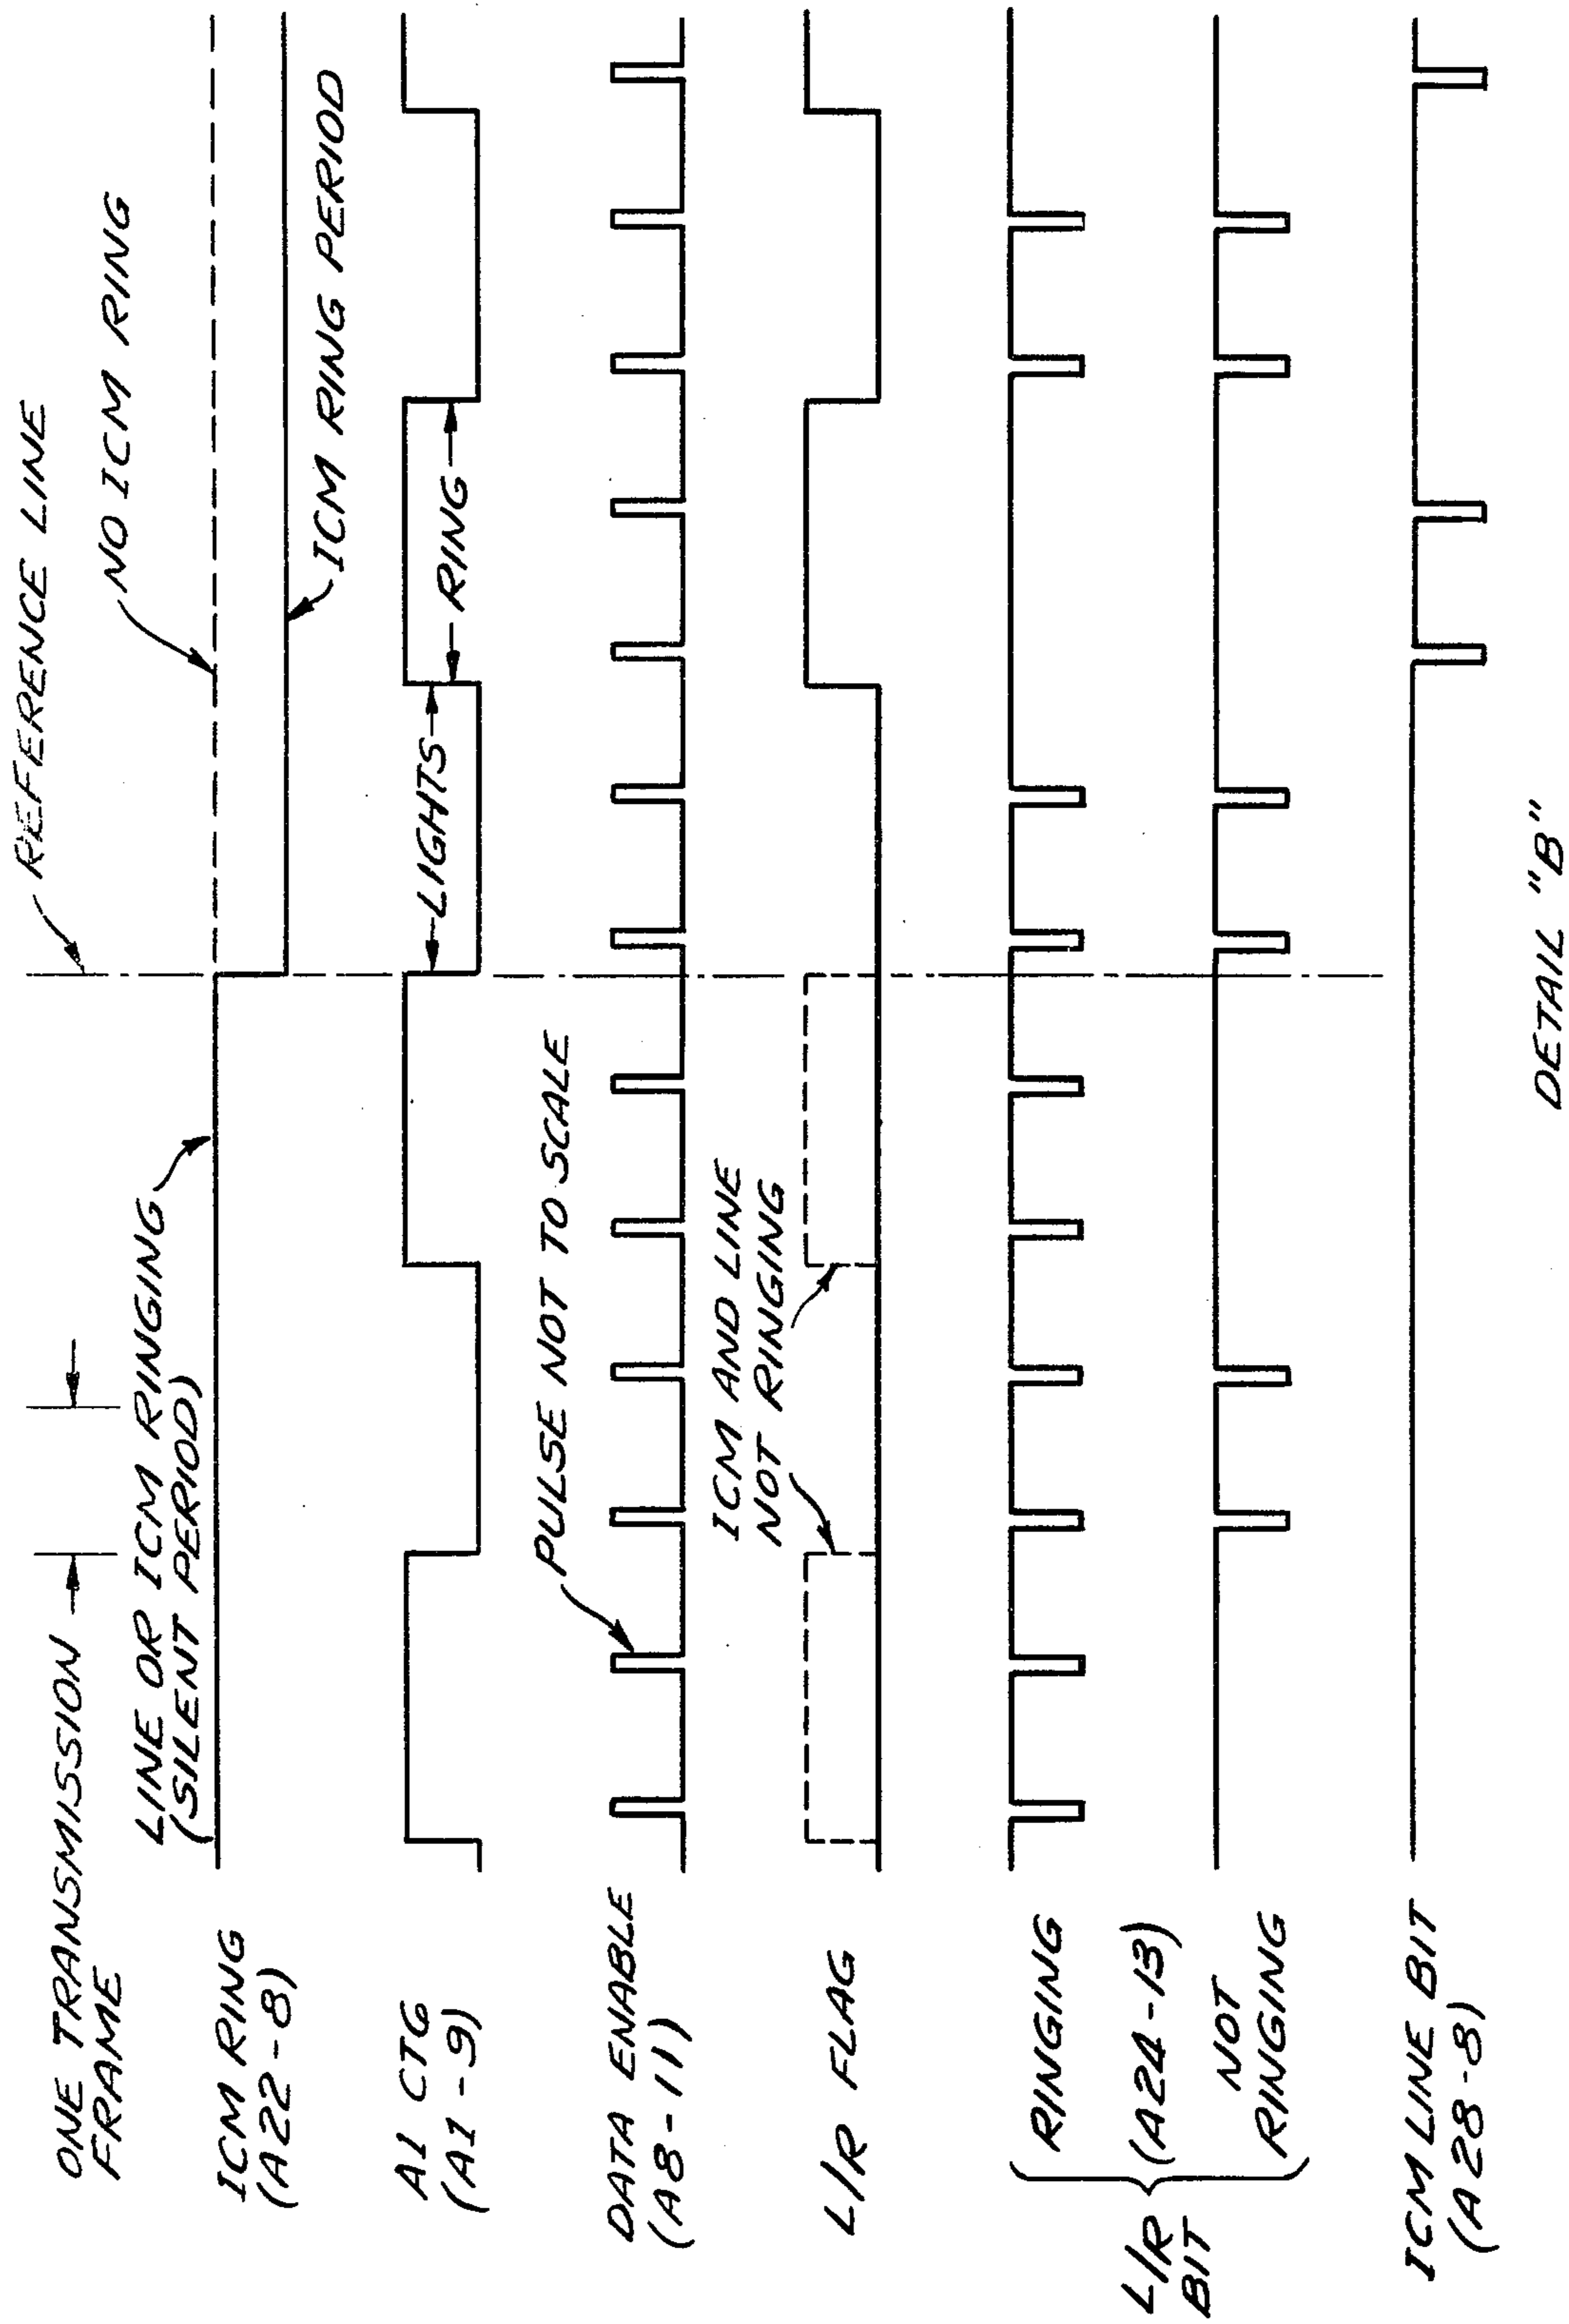 ONE TRANSMISSION
FRAME
REFERENCE LINE
LINE OR ICM RINGING
(SILENT PERIOD)
NO ICM RING
ICM RING PERIOD
ICM RING
(A22-8)
A1 CTG
(A1-9)
LIGHTS
RING
PULSE NOT TO SCALE
DATA ENABLE
(A8-11)
ICM AND LINE
NOT RINGING
L/R FLAG
L/R
BIT
RINGING
(A24-13)
NOT
RINGING
ICM LINE BIT
(A28-8)
DETAIL "B"